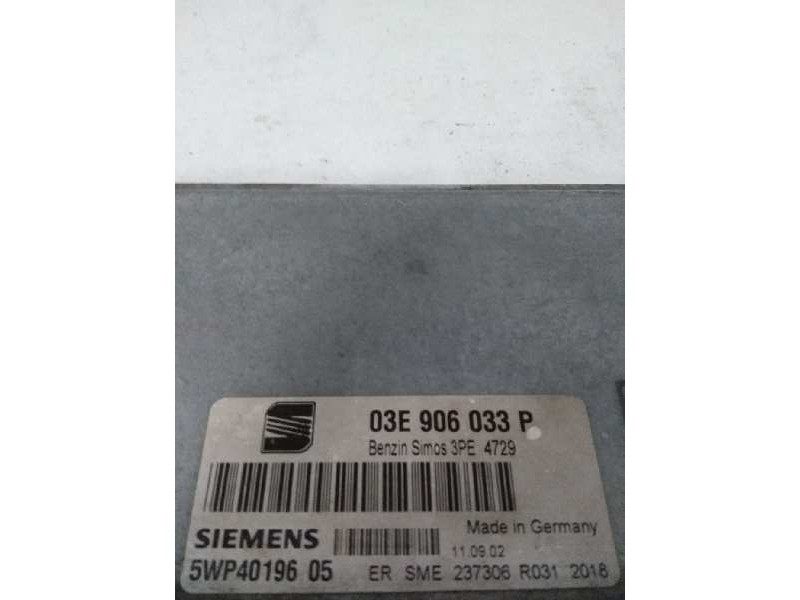 03E 906 033 P
Benzin Simos 3PE 4729
SIEMENS
Made in Germany
11.09.02
5WP40196 05
ER SME 237306 R031 2018